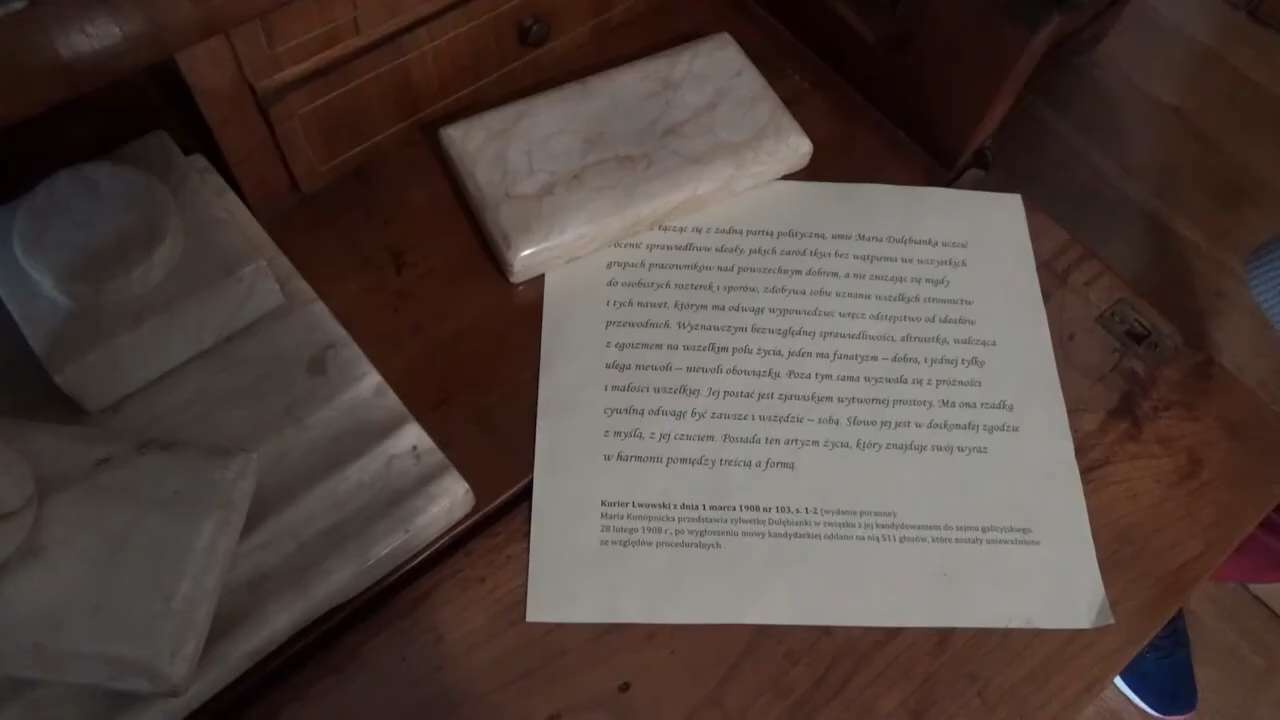 łącząc się z żadną partią polityczną, umie Maria Dulębianka uczcić
i ocenić sprawiedliwie ideały, jakich zaród tkwi bez wątpienia we wszystkich
grupach pracowników nad powszechnym dobrem, a nie zniżając się nigdy
do osobistych rozterek i sporów, zdobywa sobie uznanie wszelkich stronnictw
i tych nawet, którym ma odwagę wypowiedzieć wręcz odstępstwo od ideałów
przewodnich. Wyznawczyni bezwzględnej sprawiedliwości, altruistka, walcząca
z egoizmem na wszelkim polu życia, jeden ma fanatyzm – dobra, i jednej tylko
ulega niewoli – niewoli obowiązku. Poza tym sama wyzwala się z próżności
i małości wszelkiej. Jej postać jest zjawiskiem wytwornej prostoty. Ma ona rzadką
cywilną odwagę być zawsze i wszędzie – sobą. Słowo jej jest w doskonałej zgodzie
z myślą, z jej czuciem. Posiada ten artyzm życia, który znajduje swój wyraz
w harmonii pomiędzy treścią a formą.
Kurier Lwowski z dnia 1 marca 1908 nr 103, s. 1-2 (wydanie poranne).
Maria Konopnicka przedstawia sylwetkę Dulębianki w związku z jej kandydowaniem do sejmu galicyjskiego.
28 lutego 1908 r., po wygłoszeniu mowy kandydackiej oddano na nią 511 głosów, które zostały unieważnione
ze względów proceduralnych .